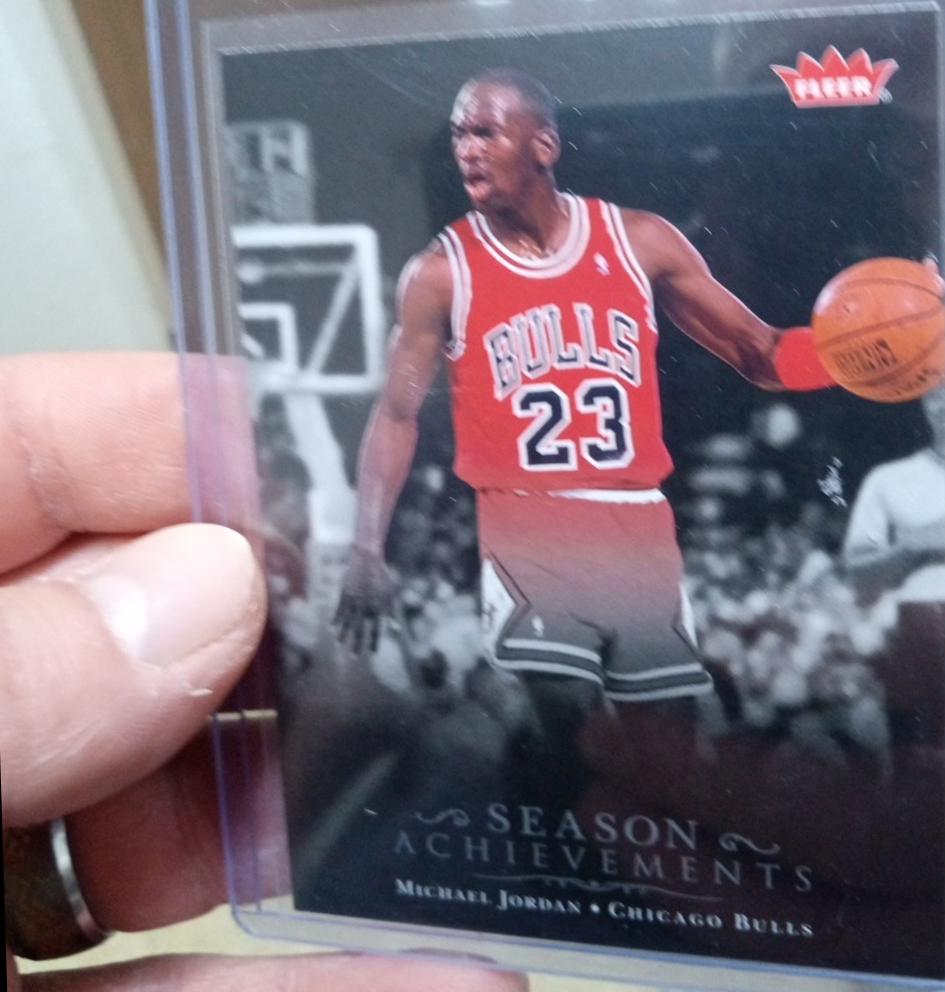 FLEER
BULLS
23
SEASON
ACHIEVEMENTS
MICHAEL JORDAN • CHICAGO BULLS